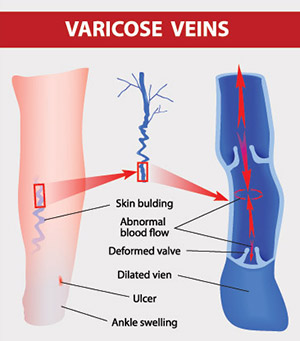 VARICOSE VEINS
Skin bulding
Abnormal
blood flow
Deformed valve
Dilated vien
Ulcer
Ankle swelling